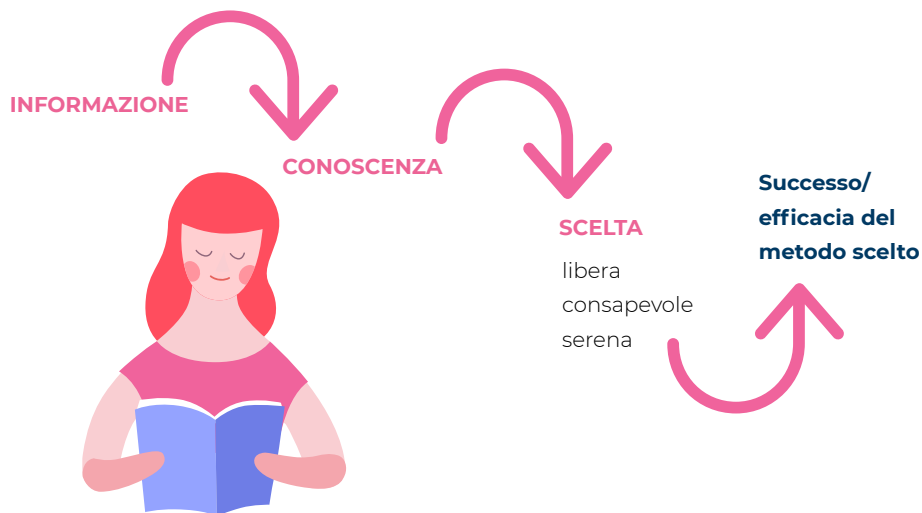 INFORMAZIONE
CONOSCENZA
SCELTA
libera
consapevole
serena
Successo/
efficacia del
metodo scelto